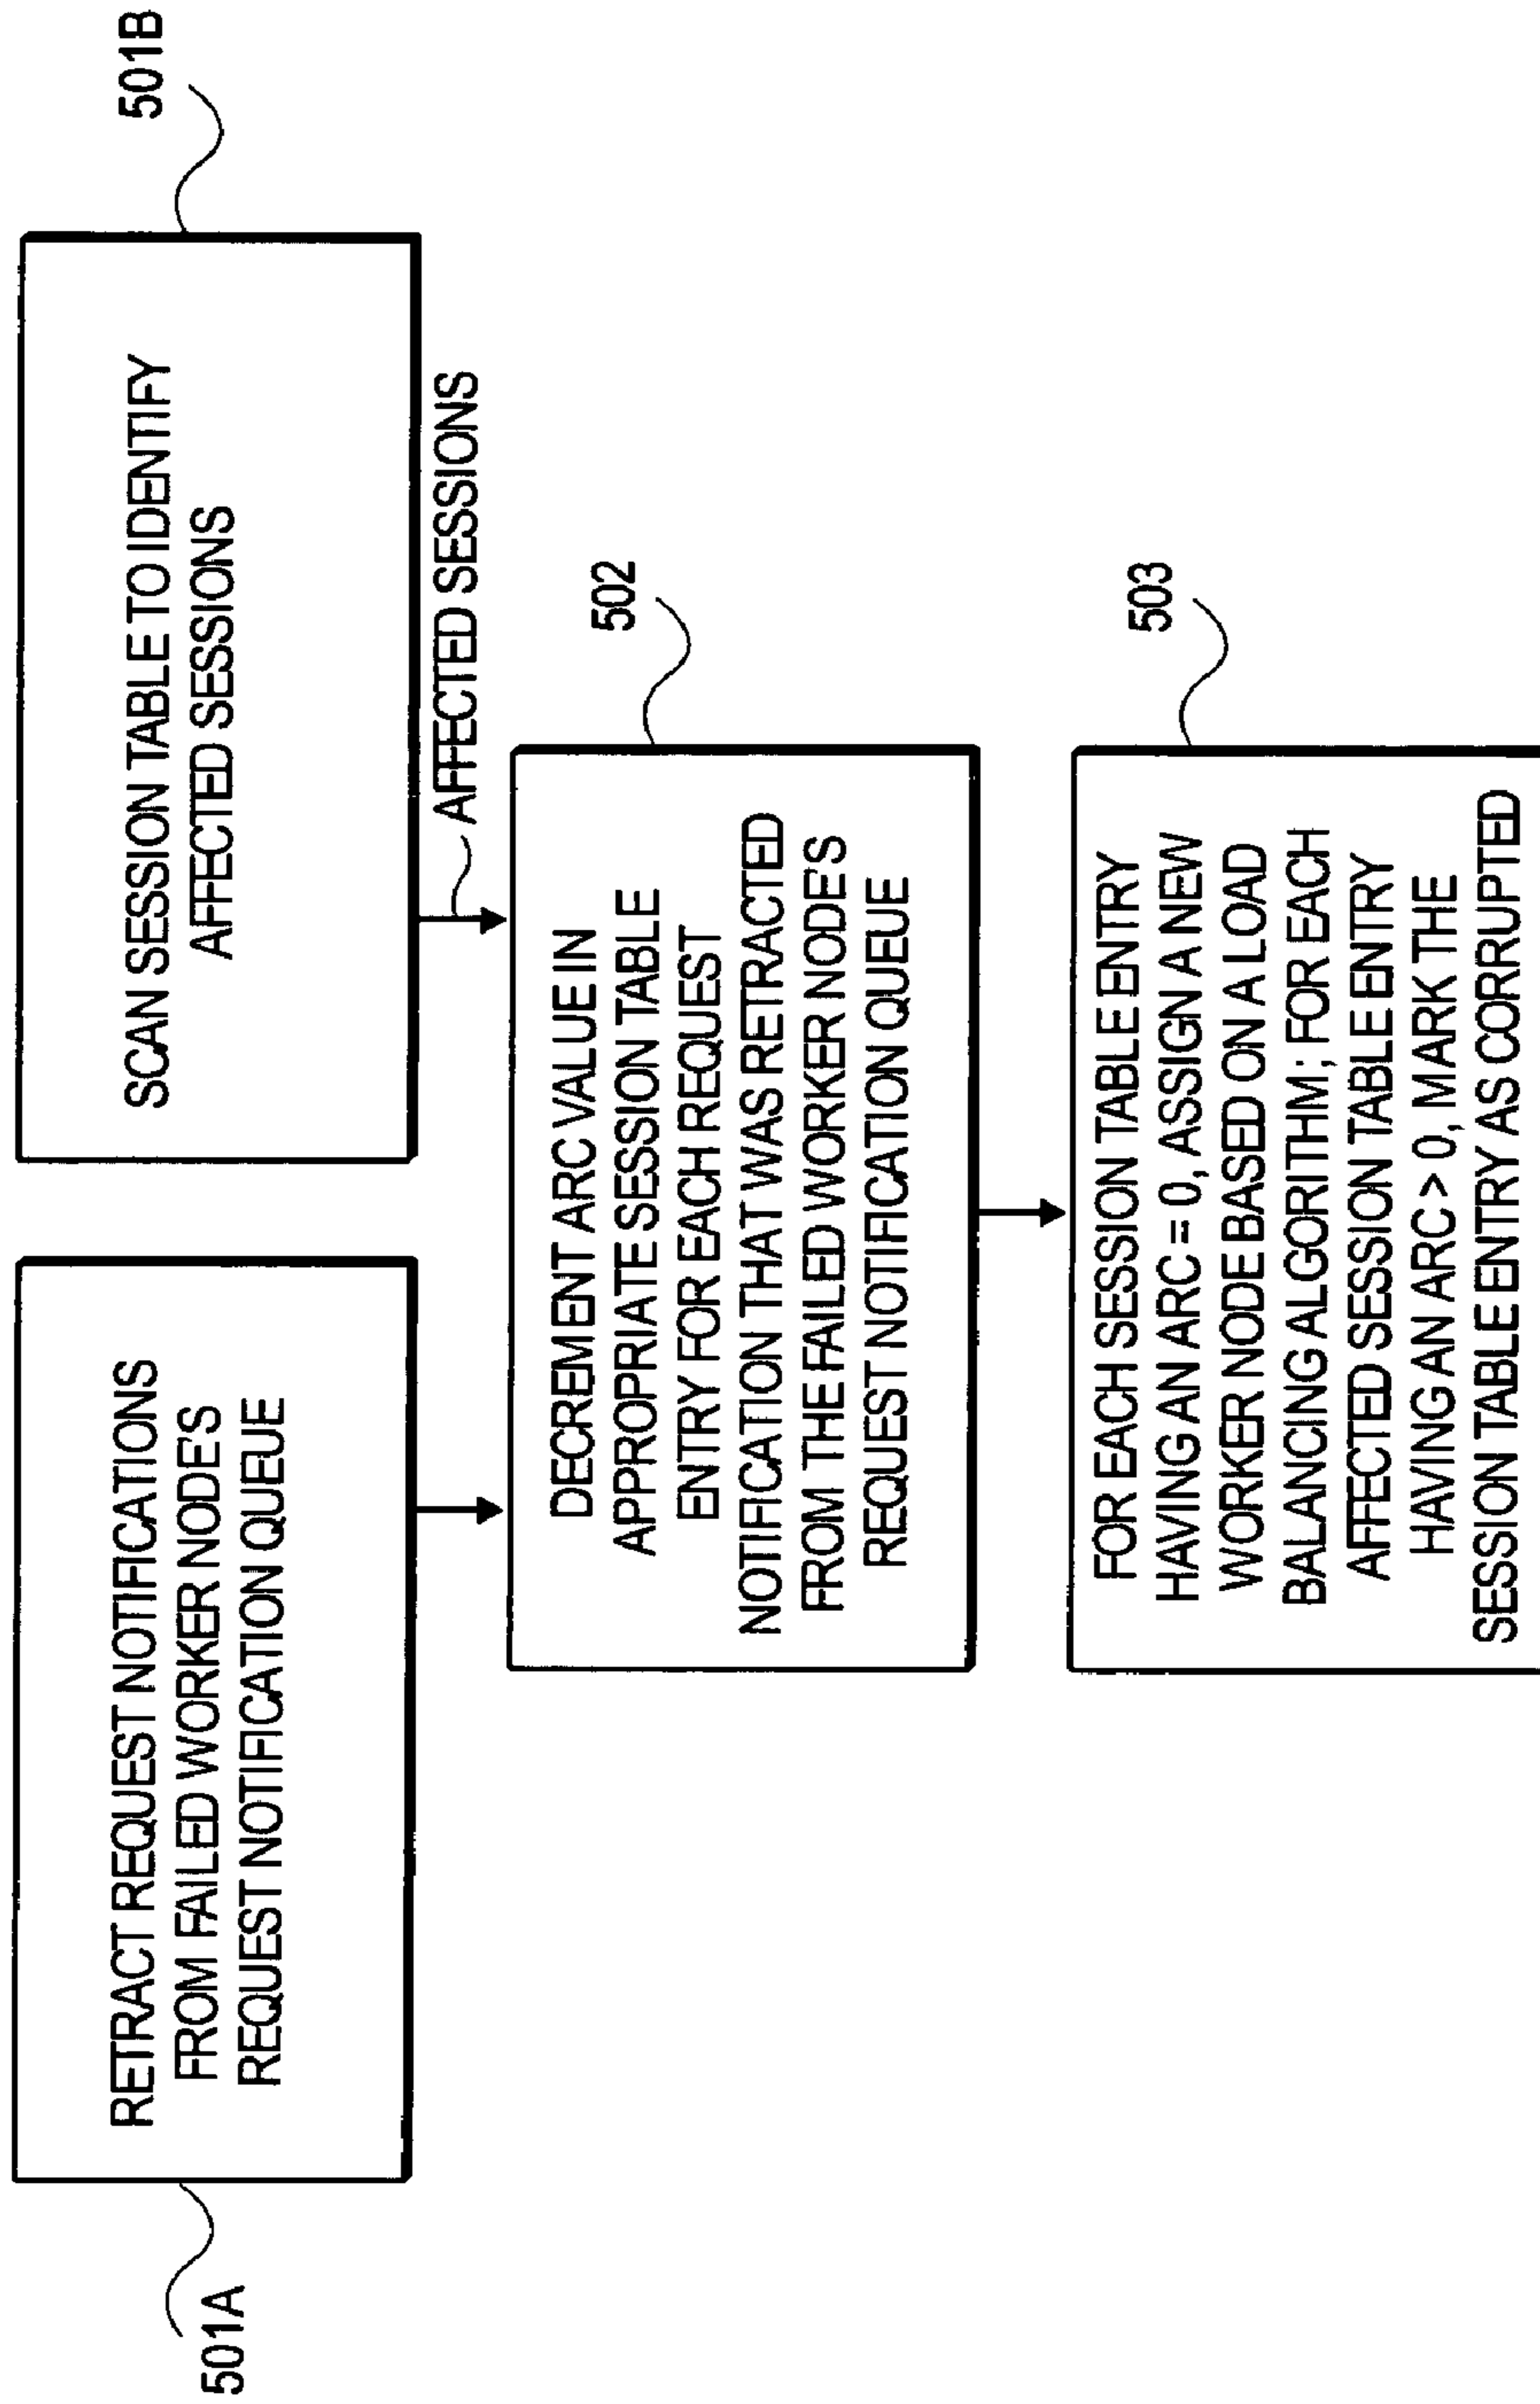 501A
RETRACT REQUEST NOTIFICATIONS
FROM FAILED WORKER NODE'S
REQUEST NOTIFICATION QUEUE
501B
SCAN SESSION TABLE TO IDENTIFY
AFFECTED SESSIONS
AFFECTED SESSIONS
502
DECREMENT ARC VALUE IN
APPROPRIATE SESSION TABLE
ENTRY FOR EACH REQUEST
NOTIFICATION THAT WAS RETRACTED
FROM THE FAILED WORKER NODE'S
REQUEST NOTIFICATION QUEUE
503
FOR EACH SESSION TABLE ENTRY
HAVING AN ARC = 0, ASSIGN A NEW
WORKER NODE BASED ON A LOAD
BALANCING ALGORITHM; FOR EACH
AFFECTED SESSION TABLE ENTRY
HAVING AN ARC > 0, MARK THE
SESSION TABLE ENTRY AS CORRUPTED